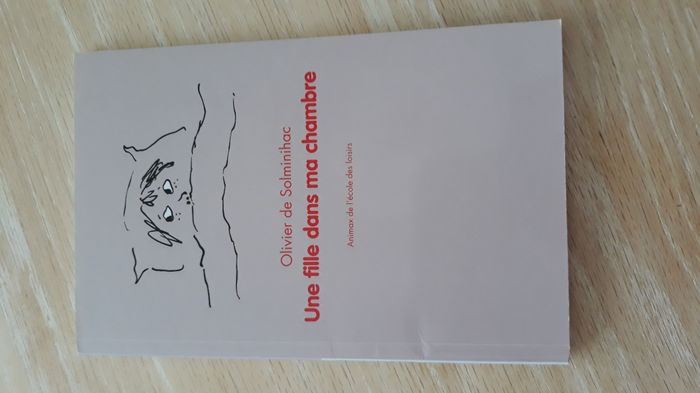 Olivier de Solminihac
Une fille dans ma chambre
Animax de l'école des loisirs